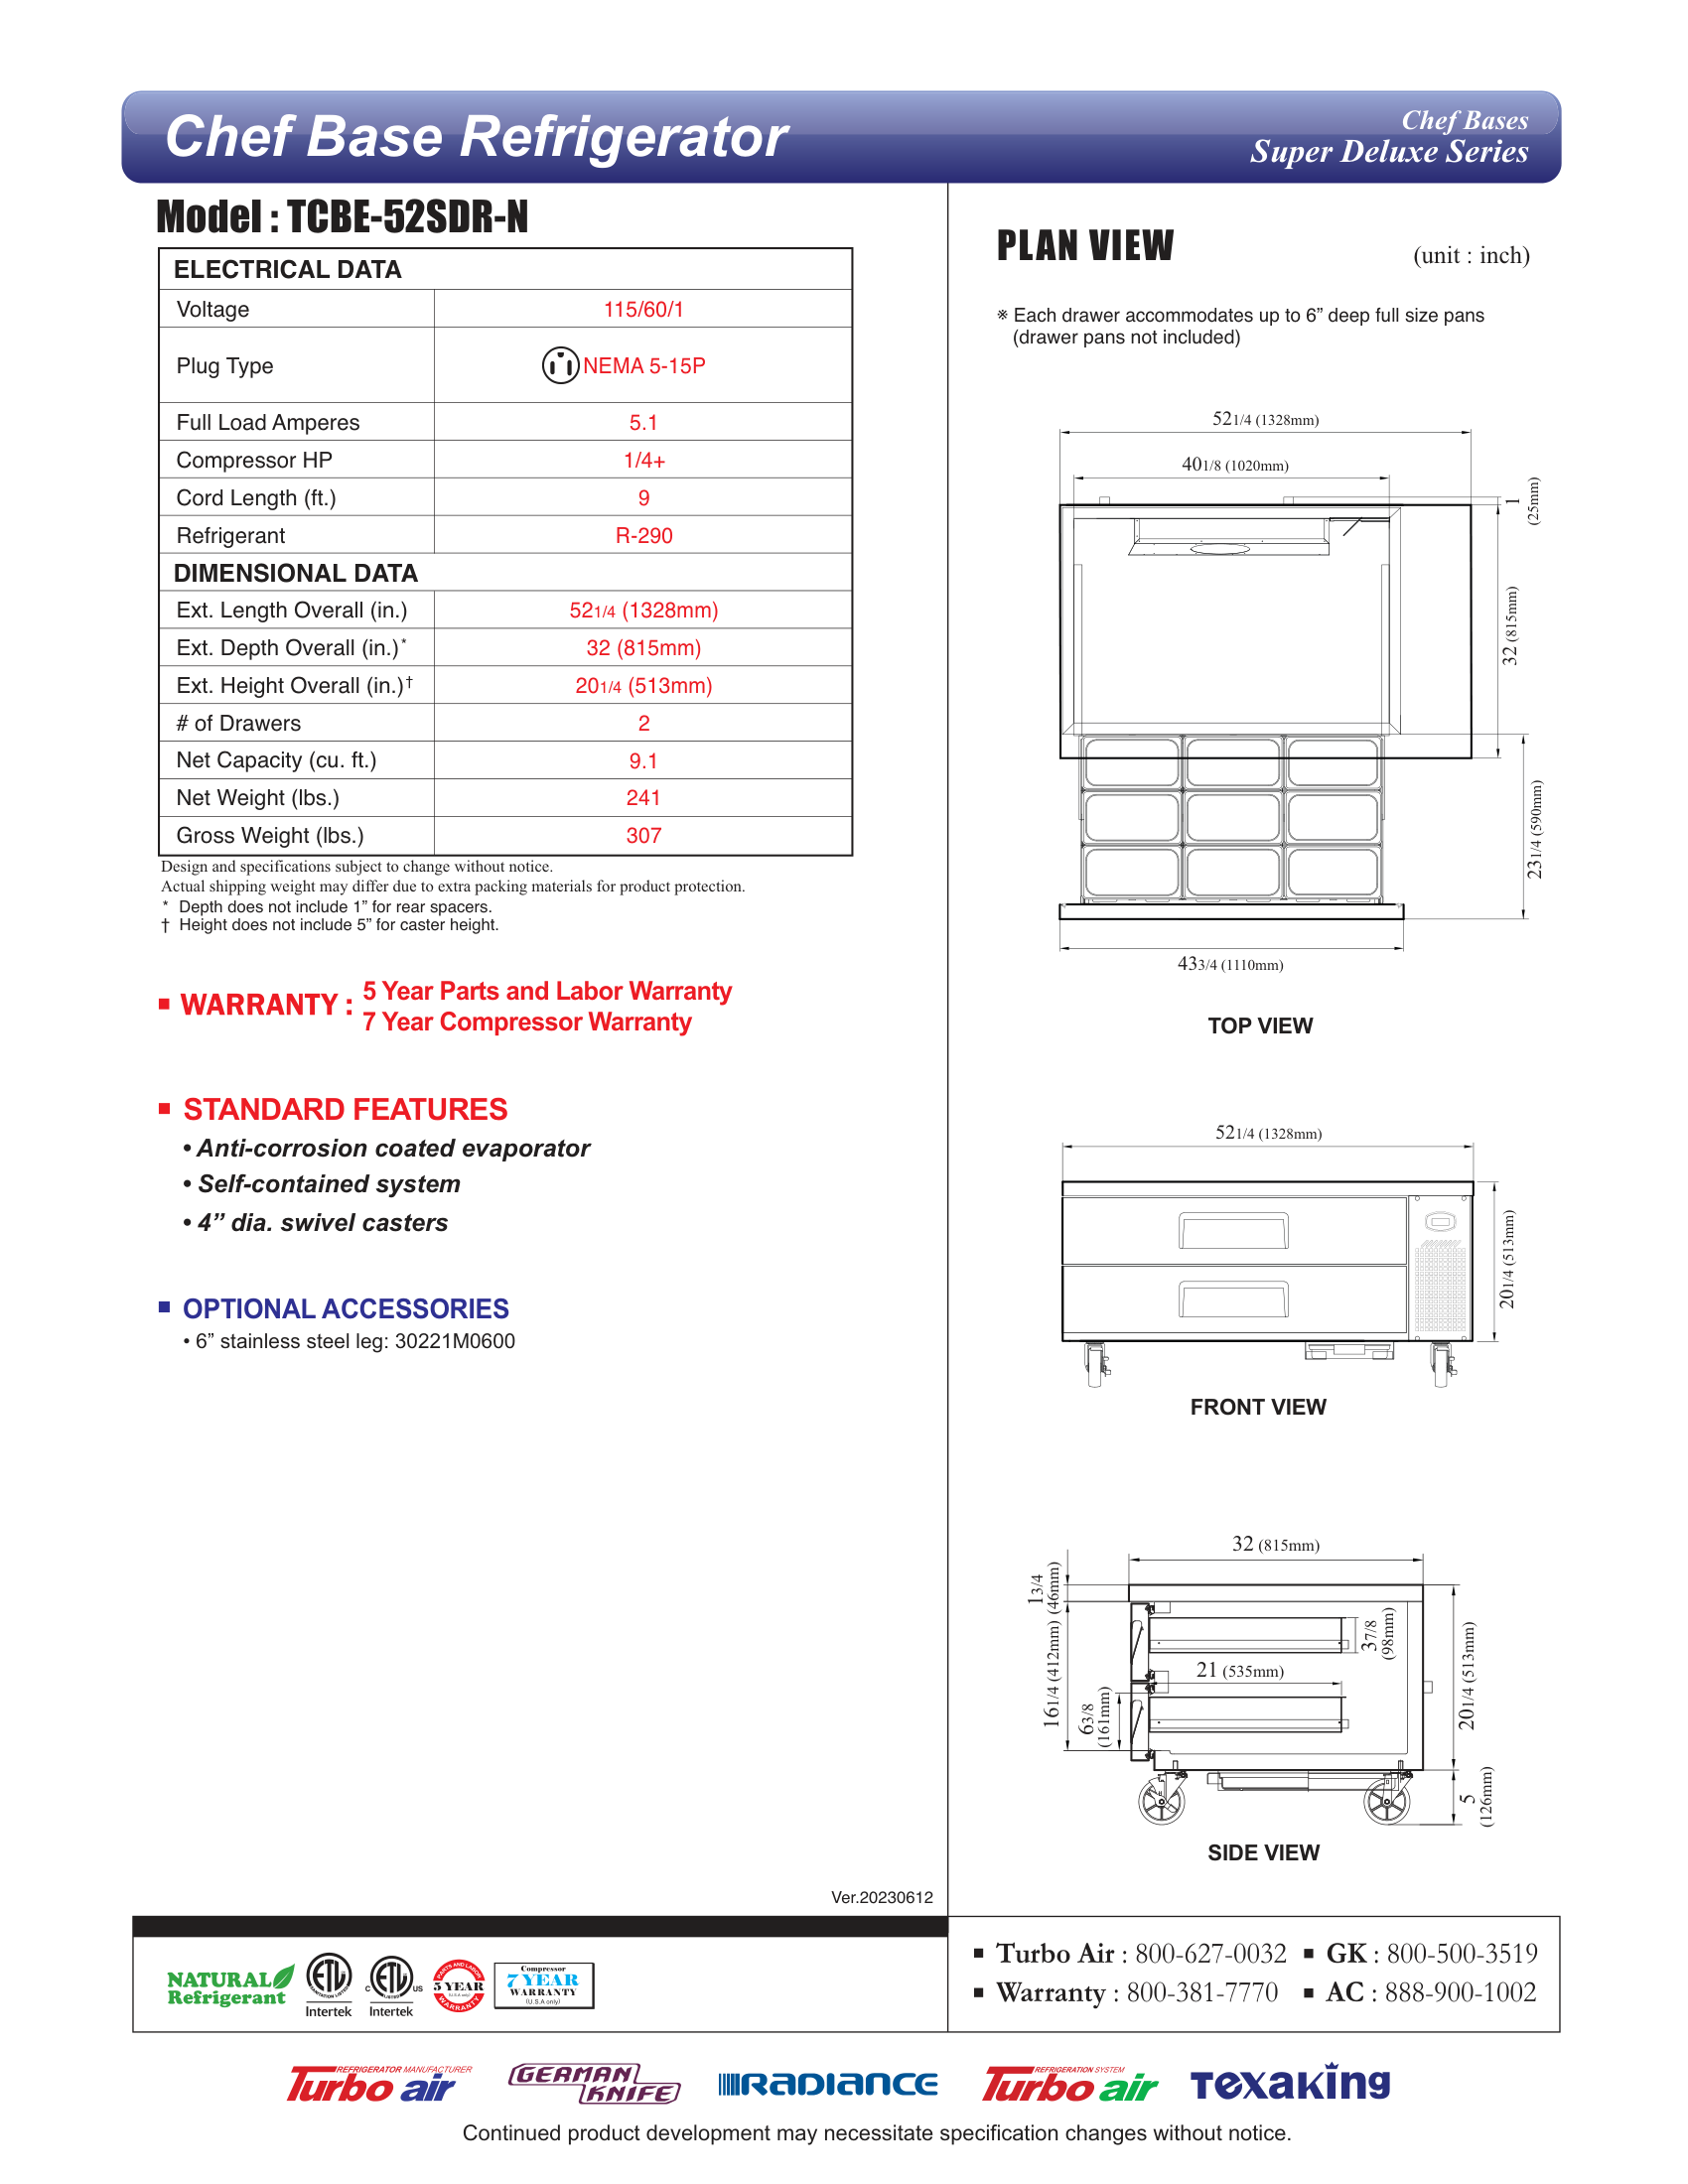 Chef Base Refrigerator
Chef Bases
Super Deluxe Series
Model : TCBE-52SDR-N
ELECTRICAL DATA
Voltage 115/60/1
Plug Type NEMA 5-15P
Full Load Amperes 5.1
Compressor HP 1/4+
Cord Length (ft.) 9
Refrigerant R-290
DIMENSIONAL DATA
Ext. Length Overall (in.) 521/4 (1328mm)
Ext. Depth Overall (in.)* 32 (815mm)
Ext. Height Overall (in.)† 201/4 (513mm)
# of Drawers 2
Net Capacity (cu. ft.) 9.1
Net Weight (lbs.) 241
Gross Weight (lbs.) 307
Design and specifications subject to change without notice.
Actual shipping weight may differ due to extra packing materials for product protection.
* Depth does not include 1” for rear spacers.
† Height does not include 5” for caster height.
■ WARRANTY : 5 Year Parts and Labor Warranty
7 Year Compressor Warranty
■ STANDARD FEATURES
• Anti-corrosion coated evaporator
• Self-contained system
• 4” dia. swivel casters
■ OPTIONAL ACCESSORIES
• 6” stainless steel leg: 30221M0600
Ver.20230612
PLAN VIEW
(unit : inch)
※ Each drawer accommodates up to 6” deep full size pans
(drawer pans not included)
521/4 (1328mm)
401/8 (1020mm)
1
(25mm)
32 (815mm)
231/4 (590mm)
433/4 (1110mm)
TOP VIEW
521/4 (1328mm)
201/4 (513mm)
FRONT VIEW
32 (815mm)
13/4
(46mm)
161/4 (412mm)
63/8
(161mm)
21 (535mm)
37/8
(98mm)
201/4 (513mm)
5
(126mm)
SIDE VIEW
NATURAL
Refrigerant
ETL
Intertek
C ETL US
Intertek
PARTS AND LABOR
5 YEAR
(U.S.A only)
WARRANTY
Compressor
7 YEAR
WARRANTY
(U.S.A only)
■ Turbo Air : 800-627-0032 ■ GK : 800-500-3519
■ Warranty : 800-381-7770 ■ AC : 888-900-1002
REFRIGERATOR MANUFACTURER
Turbo air
GERMAN
KNIFE
RADIANCE
REFRIGERATION SYSTEM
Turbo air
Texaking
Continued product development may necessitate specification changes without notice.